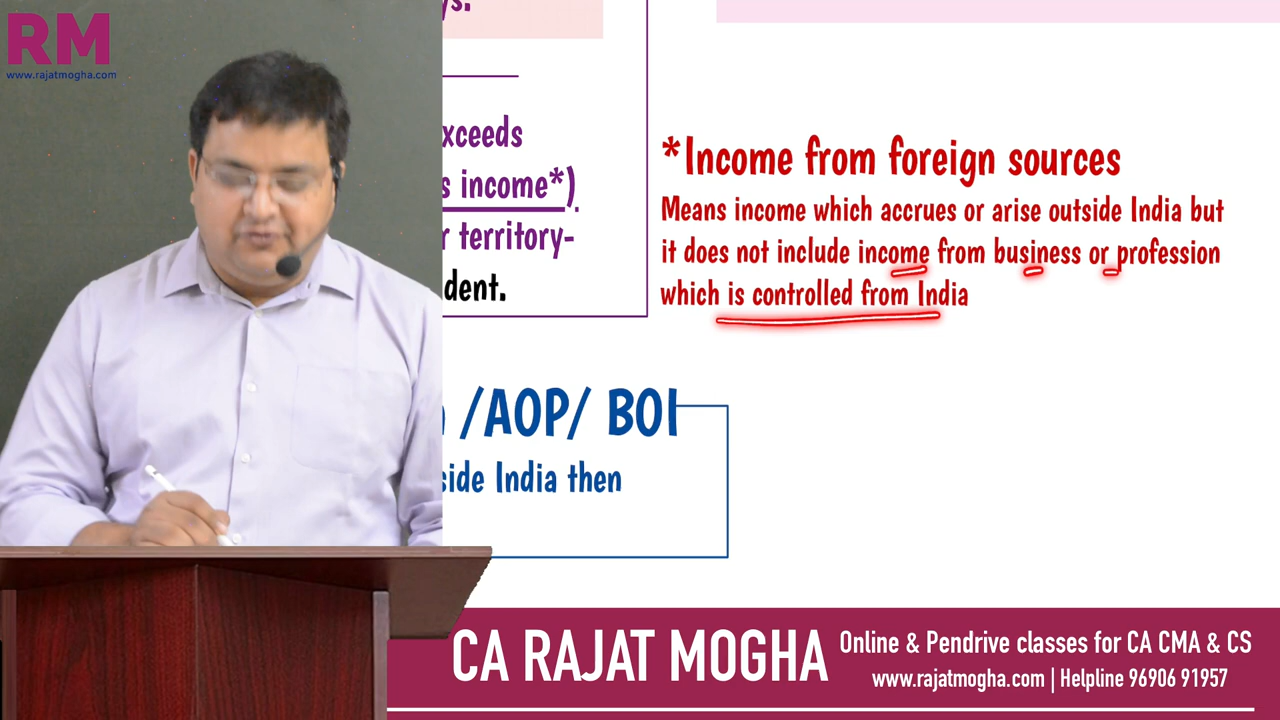 RM
www.rajatmogha.com
ys.
xceeds
s income*)
r territory-
dent.
*Income from foreign sources
Means income which accrues or arise outside India but
it does not include income from business or profession
which is controlled from India
/AOP/ BOI
side India then
CA RAJAT MOGHA
Online & Pendrive classes for CA CMA & CS
www.rajatmogha.com | Helpline 96906 91957